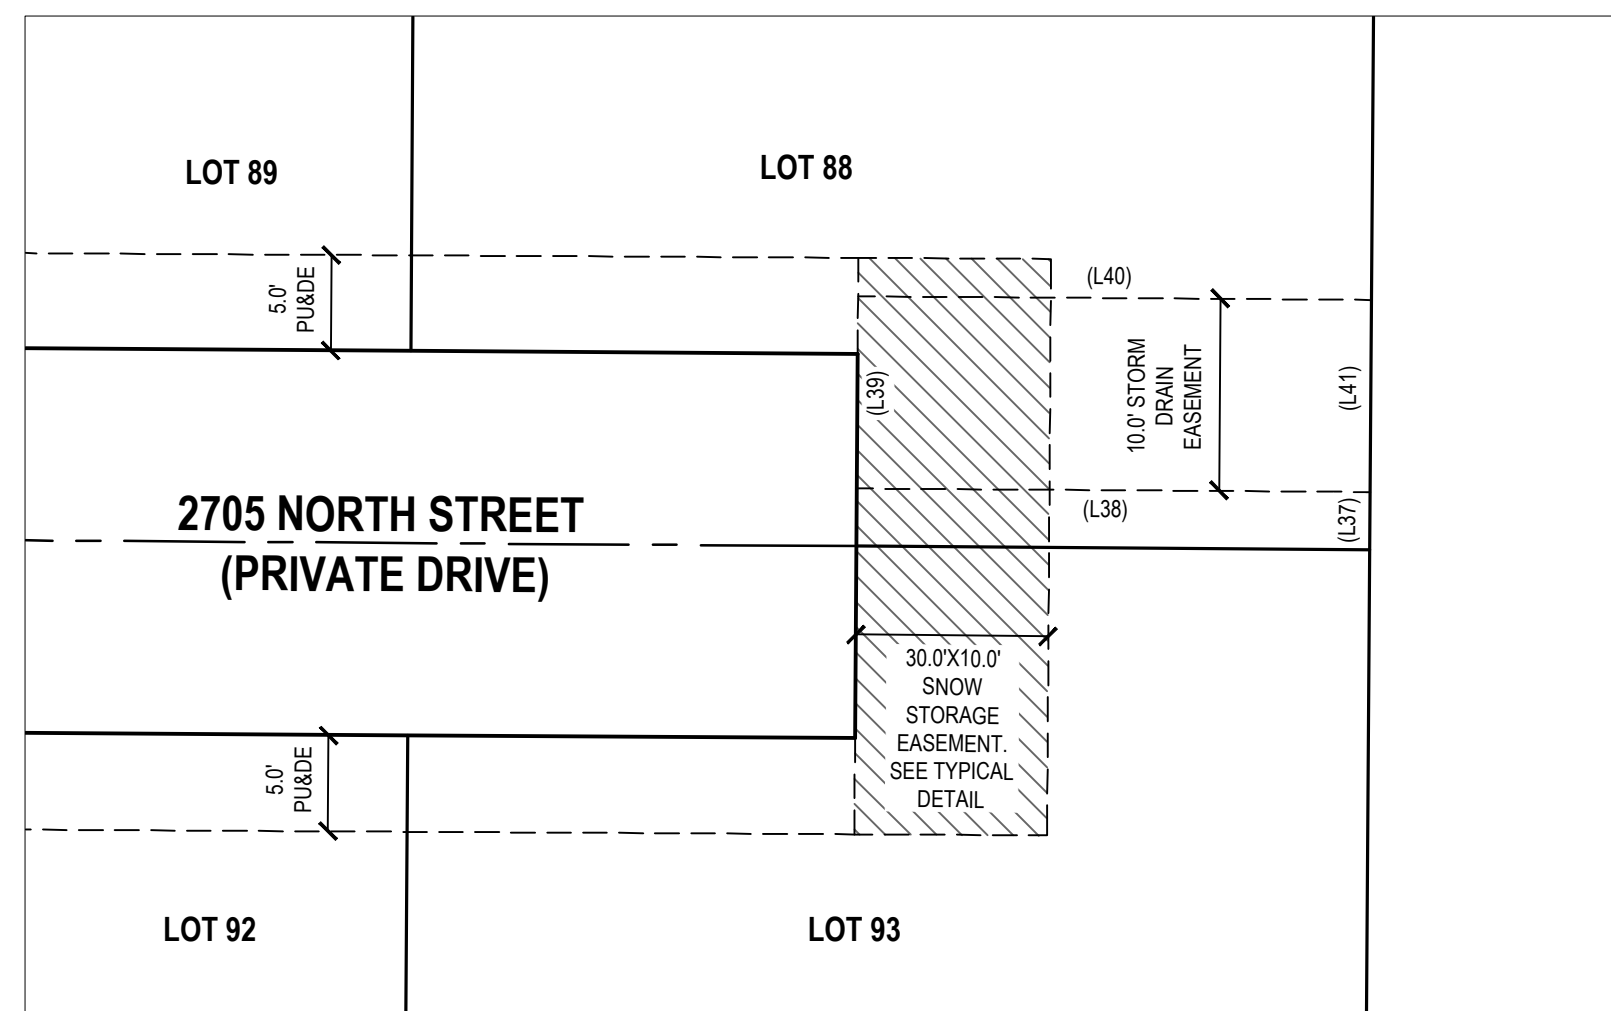 LOT 89
LOT 88
5.0'
PU&DE
(L40)
10.0' STORM
DRAIN
EASEMENT
(L41)
(L39)
2705 NORTH STREET
(PRIVATE DRIVE)
(L38)
(L37)
30.0'X10.0'
SNOW
STORAGE
EASEMENT.
SEE TYPICAL
DETAIL
5.0'
PU&DE
LOT 92
LOT 93